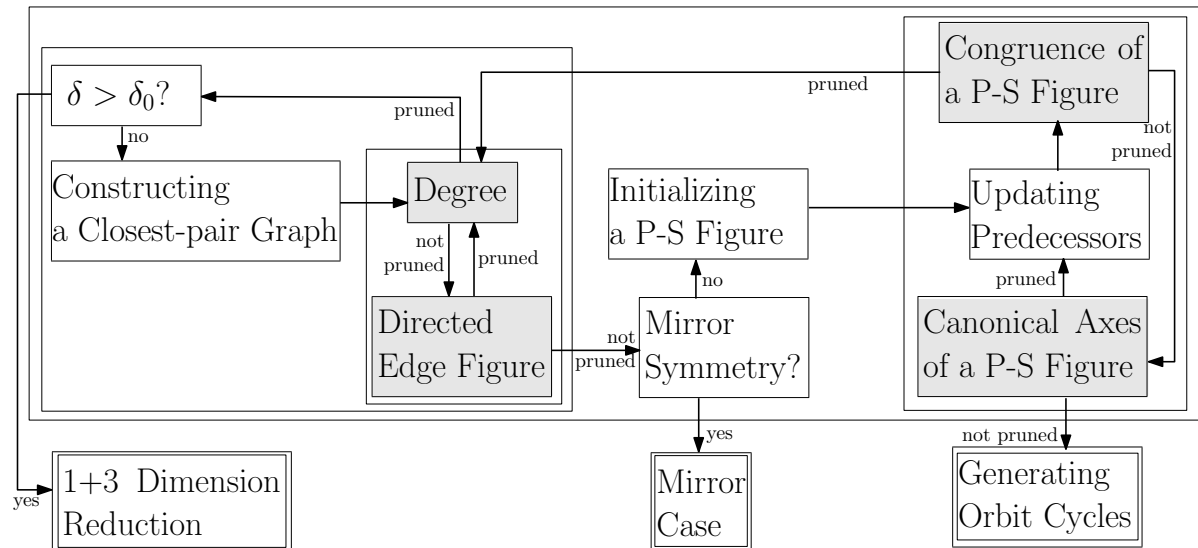 δ > δ₀?
no
yes
Constructing
a Closest-pair Graph
pruned
Degree
not
pruned
pruned
Directed
Edge Figure
not
pruned
Initializing
a P-S Figure
no
Mirror
Symmetry?
yes
pruned
Congruence of
a P-S Figure
not
pruned
Updating
Predecessors
pruned
Canonical Axes
of a P-S Figure
not pruned
1+3 Dimension
Reduction
Mirror
Case
Generating
Orbit Cycles